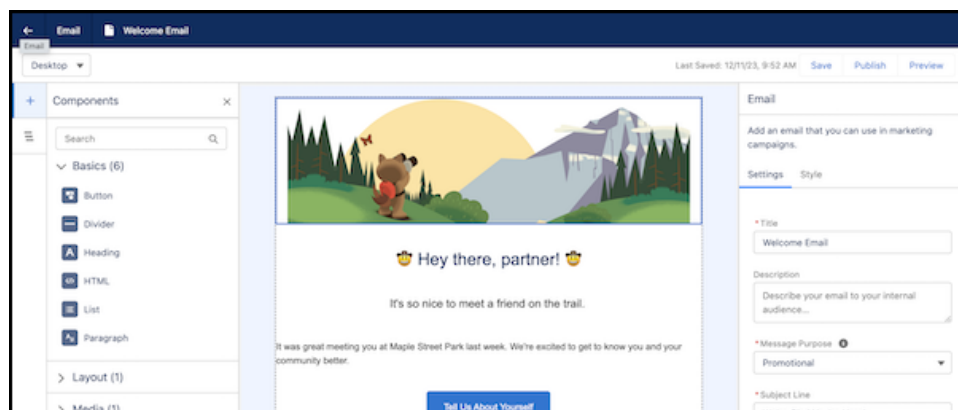 Email
Welcome Email
Email
Desktop
Last Saved: 12/11/23, 9:52 AM
Save
Publish
Preview
Components
Search
Basics (6)
Button
Divider
Heading
HTML
List
Paragraph
Layout (1)
Media (1)
🤠 Hey there, partner! 🤠
It's so nice to meet a friend on the trail.
It was great meeting you at Maple Street Park last week. We're excited to get to know you and your
community better.
Tell Us About Yourself
Email
Add an email that you can use in marketing
campaigns.
Settings
Style
*Title
Welcome Email
Description
Describe your email to your internal
audience...
*Message Purpose
Promotional
*Subject Line